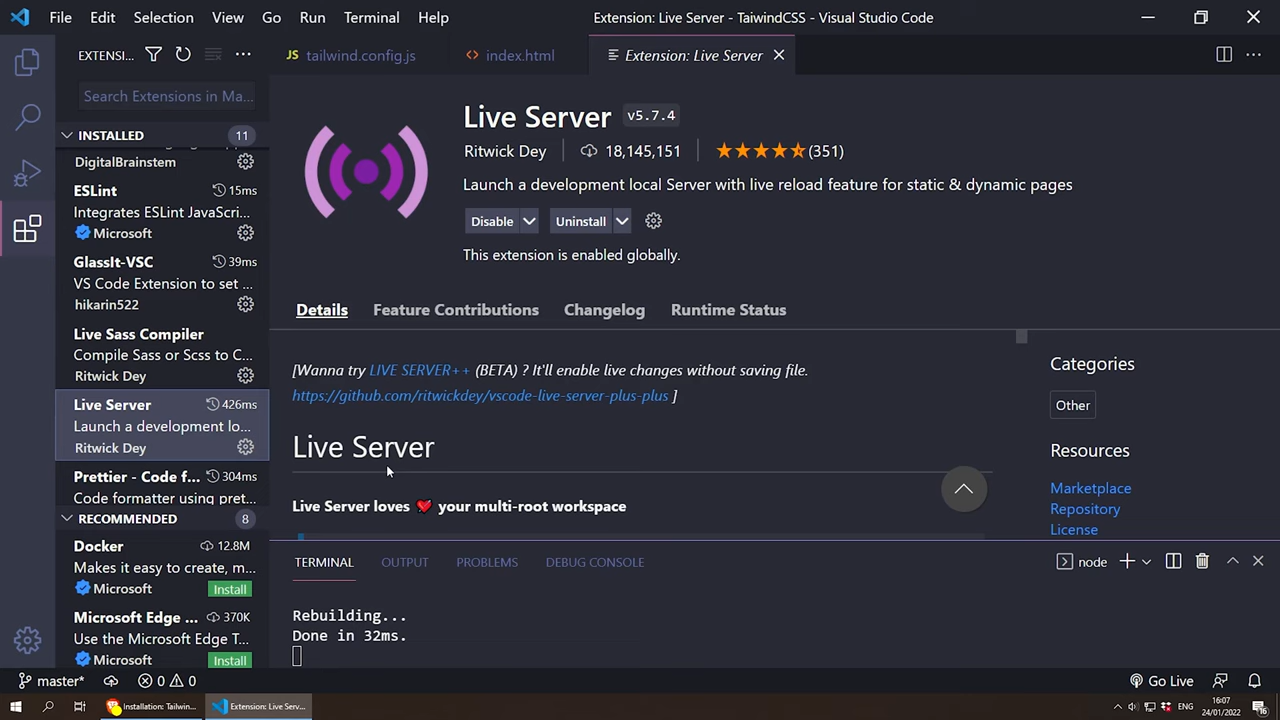 File Edit Selection View Go Run Terminal Help
Extension: Live Server - TaiwindCSS - Visual Studio Code
EXTENSI...
Search Extensions in Ma...
INSTALLED 11
DigitalBrainstem
ESLint 15ms
Integrates ESLint JavaScri...
Microsoft
GlassIt-VSC 39ms
VS Code Extension to set ...
hikarin522
Live Sass Compiler
Compile Sass or Scss to C...
Ritwick Dey
Live Server 426ms
Launch a development lo...
Ritwick Dey
Prettier - Code f... 304ms
Code formatter using pret...
RECOMMENDED 8
Docker 12.8M
Makes it easy to create, m...
Microsoft Install
Microsoft Edge ... 370K
Use the Microsoft Edge T...
Microsoft Install
JS tailwind.config.js
index.html
Extension: Live Server
Live Server v5.7.4
Ritwick Dey 18,145,151 (351)
Launch a development local Server with live reload feature for static & dynamic pages
Disable Uninstall
This extension is enabled globally.
Details Feature Contributions Changelog Runtime Status
[Wanna try LIVE SERVER++ (BETA) ? It'll enable live changes without saving file.
https://github.com/ritwickdey/vscode-live-server-plus-plus ]
Live Server
Live Server loves ❤️ your multi-root workspace
Categories
Other
Resources
Marketplace
Repository
License
TERMINAL OUTPUT PROBLEMS DEBUG CONSOLE
node
Rebuilding...
Done in 32ms.
master* 0 0
Go Live
Installation: Tailwin...
Extension: Live Serv...
ENG
16:07
24/01/2022
16